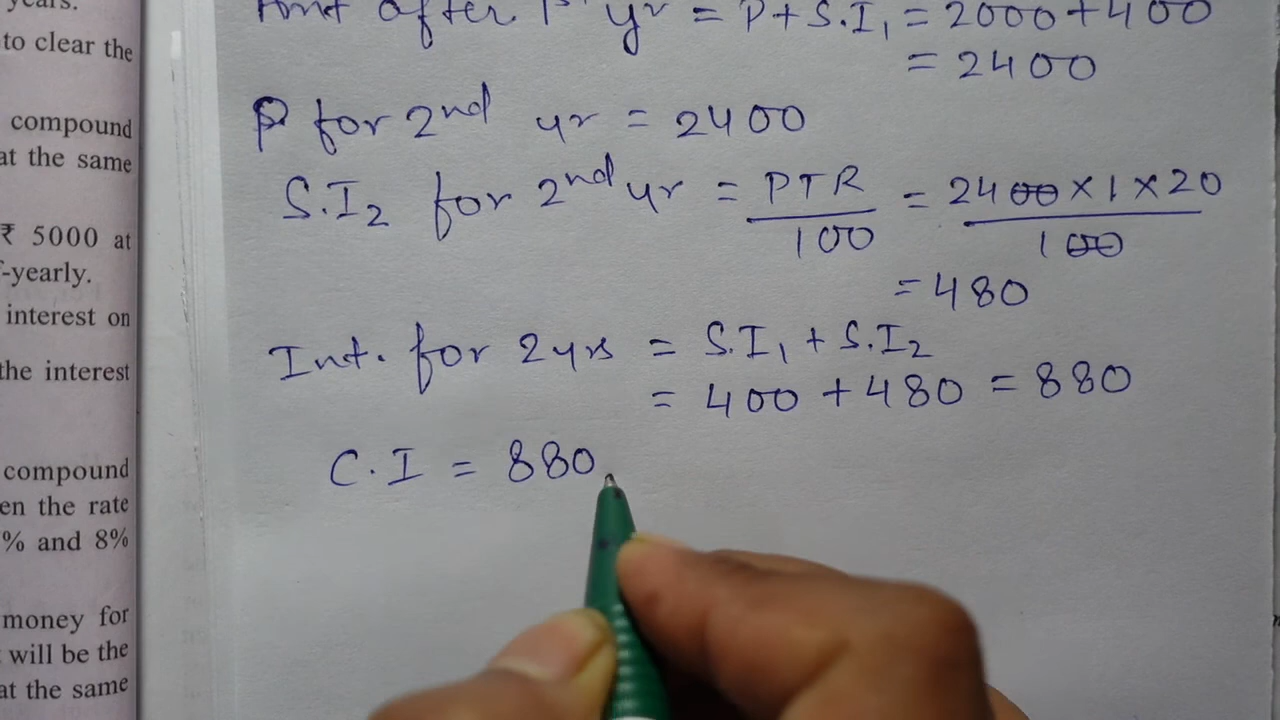 years.
to clear the
compound
at the same
₹ 5000 at
-yearly.
interest on
the interest
compound
en the rate
% and 8%
money for
will be the
at the same
Amt after 1st yr = P + S.I₁ = 2000 + 400
= 2400
P for 2nd yr = 2400
S.I₂ for 2nd yr = PTR/100 = 2400 × 1 × 20/100
= 480
Int. for 2yrs = S.I₁ + S.I₂
= 400 + 480 = 880
C.I = 880